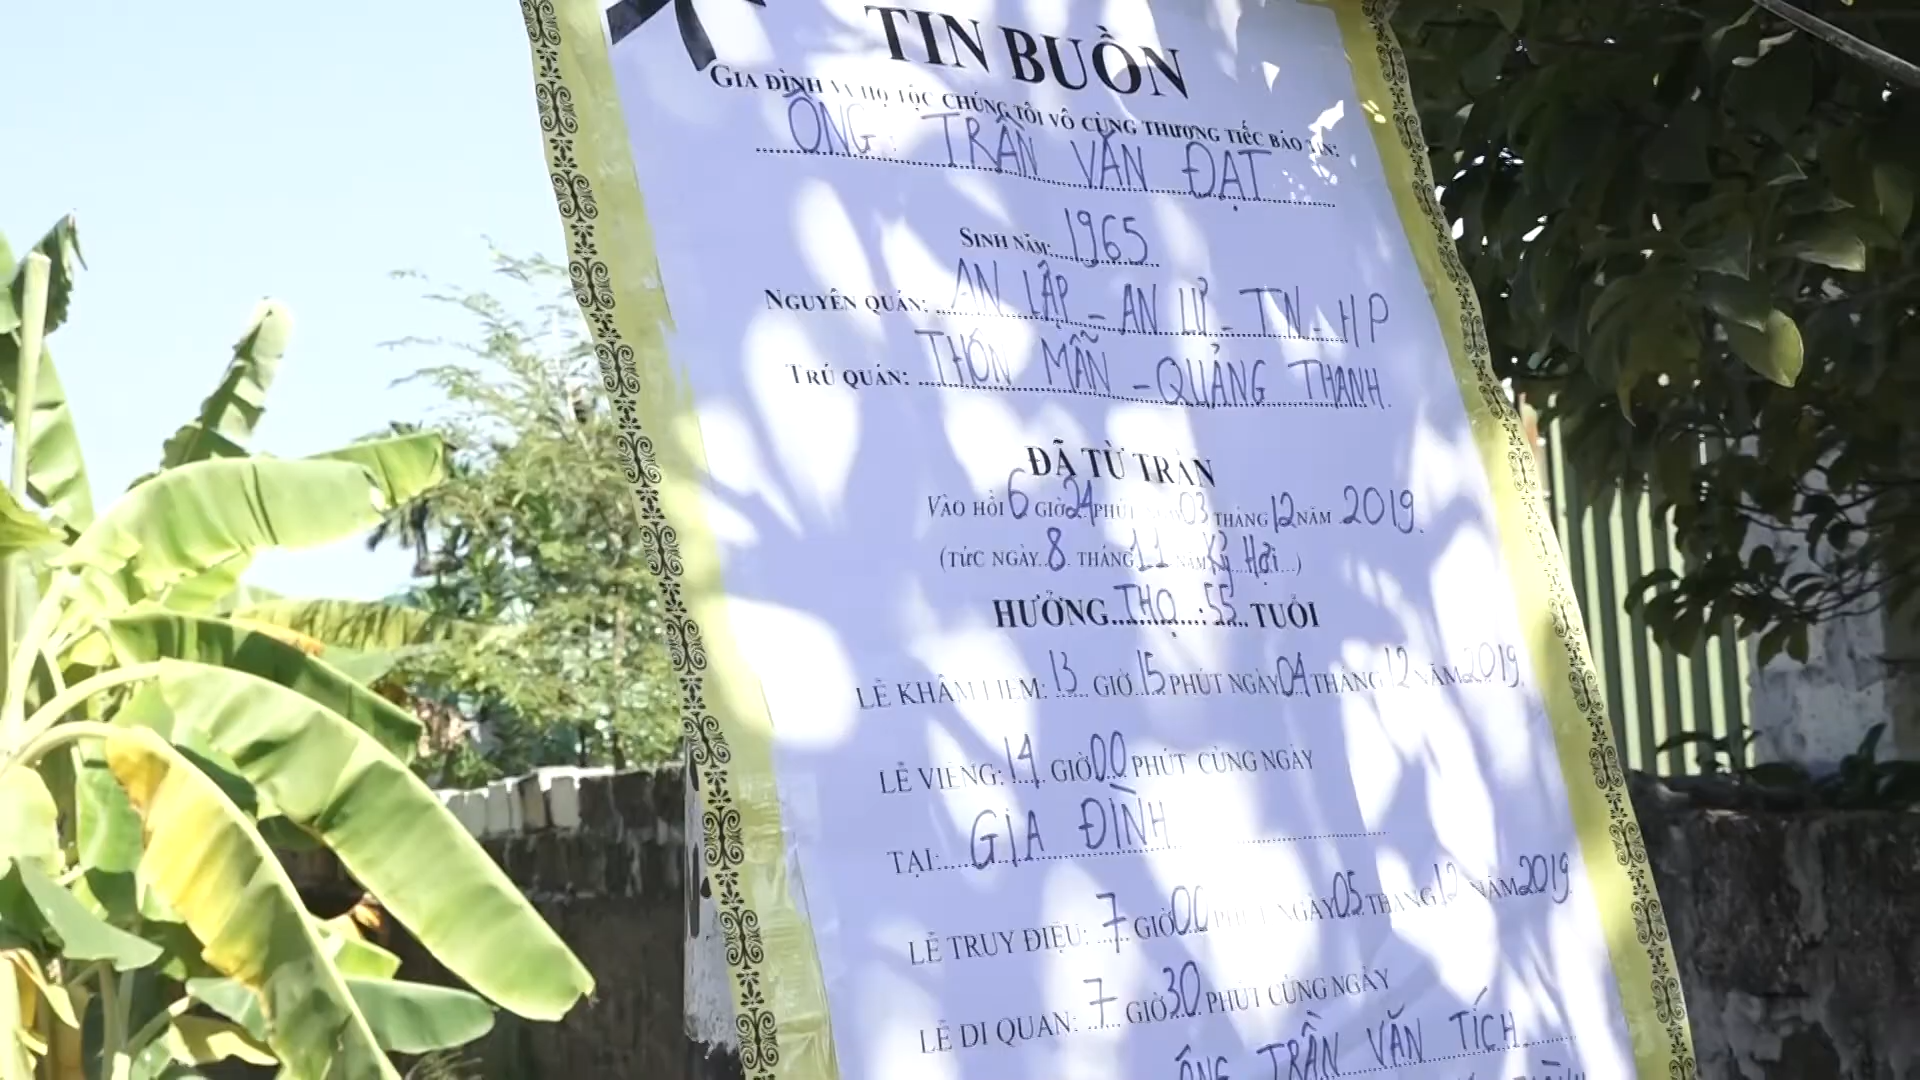 TIN BUỒN
GIA ĐÌNH VÀ HỌ TỘC CHÚNG TÔI VÔ CÙNG THƯƠNG TIẾC BÁO TIN:
ÔNG: TRẦN VĂN ĐẠT
SINH NĂM: 1965
NGUYÊN QUÁN: AN LẬP - AN LƯ - T.N - HP
TRÚ QUÁN: THÔN MẪN - QUẢNG THANH.
ĐÃ TỪ TRẦN
VÀO HỒI 6 GIỜ 24 PHÚT NGÀY 03 THÁNG 12 NĂM 2019
(TỨC NGÀY 8 THÁNG 11 NĂM Kỷ Hợi)
HƯỞNG THỌ : 55 TUỔI
LỄ KHÂM LIỆM: 13 GIỜ 15 PHÚT NGÀY 04 THÁNG 12 NĂM 2019
LỄ VIẾNG: 14 GIỜ 00 PHÚT CÙNG NGÀY
TẠI: GIA ĐÌNH
LỄ TRUY ĐIỆU: 7 GIỜ 00 PHÚT NGÀY 05 THÁNG 12 NĂM 2019
LỄ DI QUAN: 7 GIỜ 30 PHÚT CÙNG NGÀY
ÔNG TRẦN VĂN TÍCH